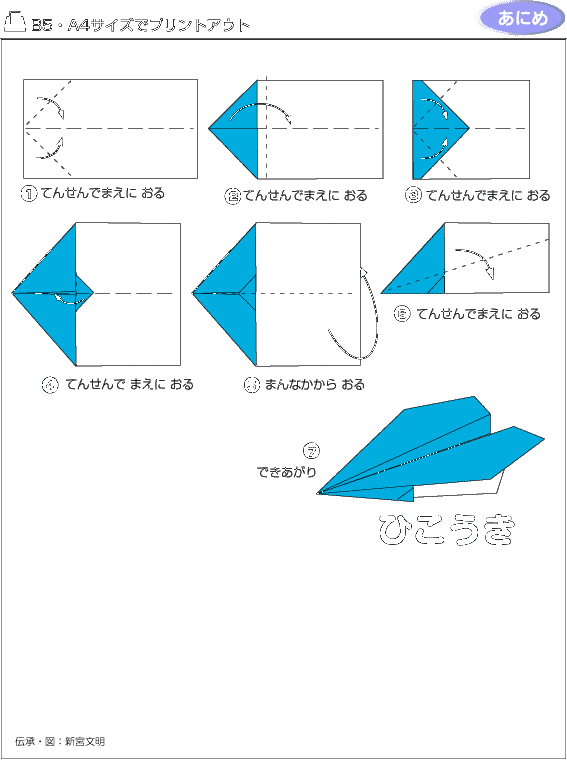 B5・A4サイズでプリントアウト
あにめ
① てんせんでまえに おる
② てんせんでまえに おる
③ てんせんでまえに おる
④ てんせんで まえに おる
⑤ まんなかから おる
⑥ てんせんでまえに おる
⑦
できあがり
ひこうき
伝承・図：新宮文明